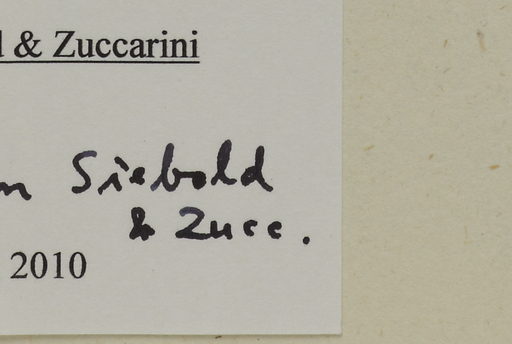 & Zuccarini
Siebold
& Zucc.
2010